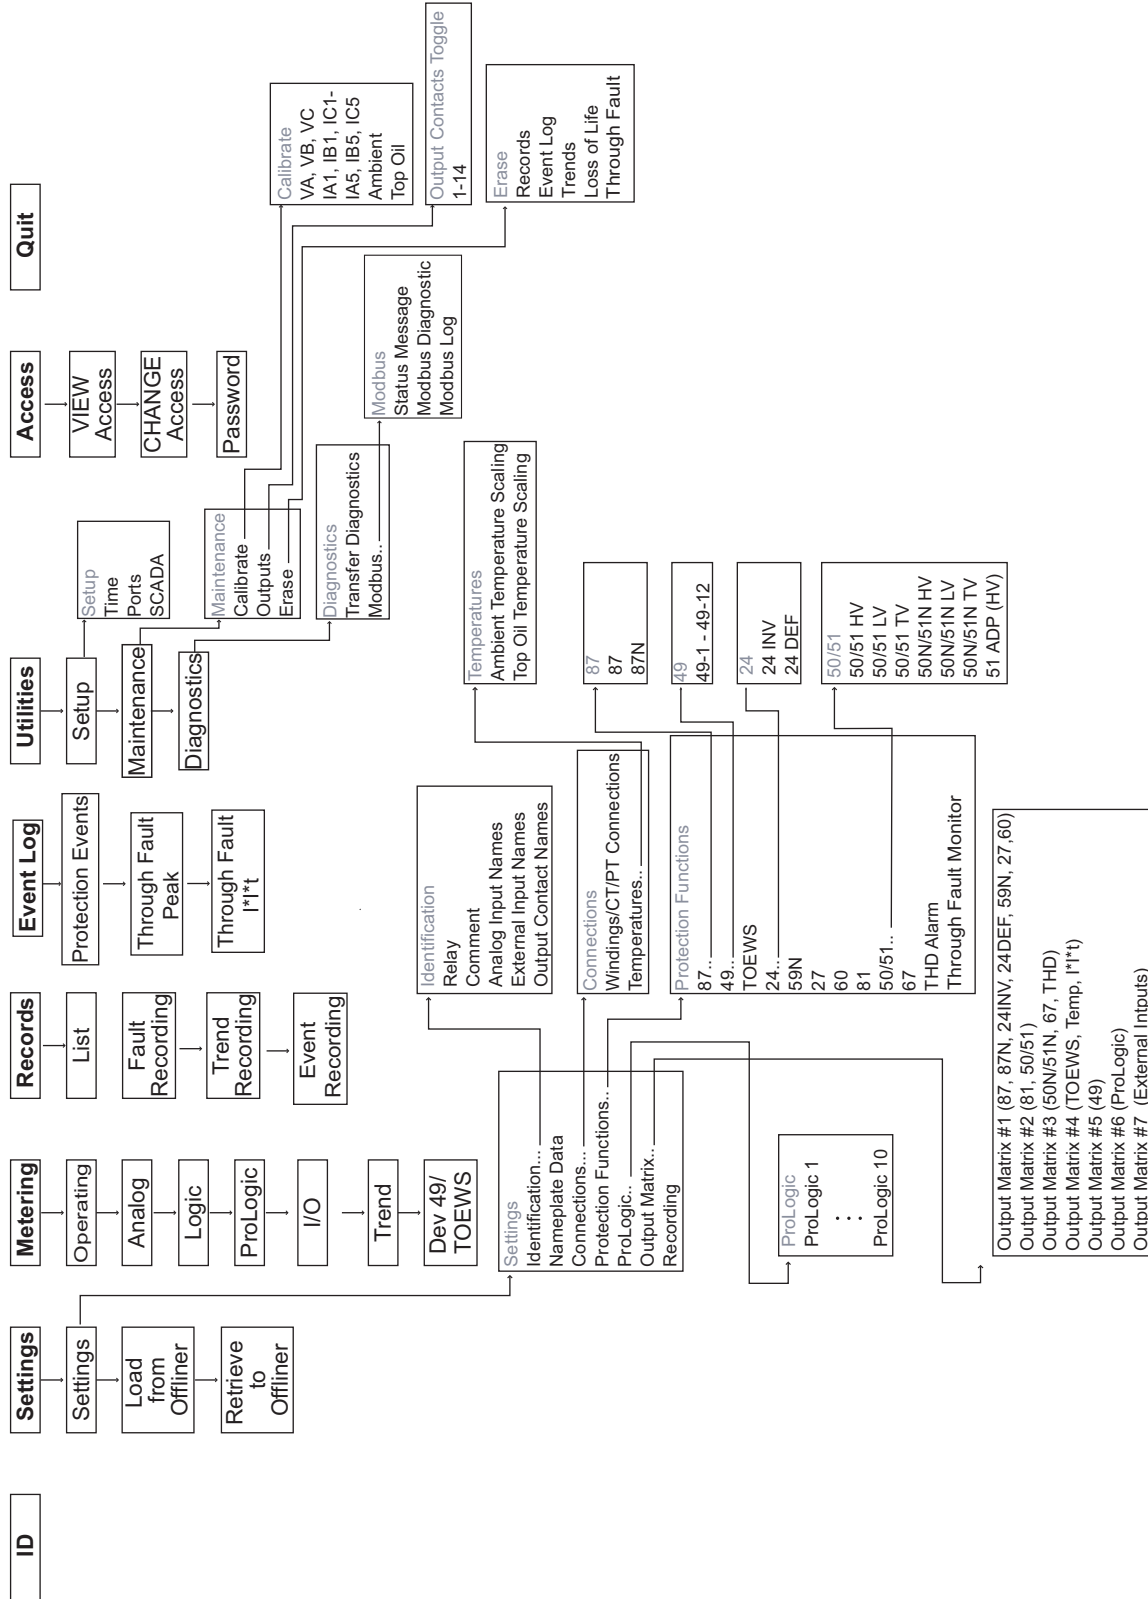 ID
Settings
Metering
Records
Event Log
Utilities
Access
Quit
Settings
Load
from
Offliner
Retrieve
to
Offliner
Operating
Analog
Logic
ProLogic
I/O
Trend
Dev 49/
TOEWS
List
Fault
Recording
Trend
Recording
Event
Recording
Protection Events
Through Fault
Peak
Through Fault
I*I*t
Setup
Maintenance
Diagnostics
VIEW
Access
CHANGE
Access
Password
Setup
Time
Ports
SCADA
Maintenance
Calibrate
Outputs
Erase
Diagnostics
Transfer Diagnostics
Modbus..
Calibrate
VA, VB, VC
IA1, IB1, IC1-
IA5, IB5, IC5
Ambient
Top Oil
Output Contacts Toggle
1-14
Erase
Records
Event Log
Trends
Loss of Life
Through Fault
Modbus
Status Message
Modbus Diagnostic
Modbus Log
Settings
Identification...
Nameplate Data
Connections...
Protection Functions..
ProLogic..
Output Matrix..
Recording
Identification
Relay
Comment
Analog Input Names
External Input Names
Output Contact Names
Connections
Windings/CT/PT Connections
Temperatures...
Temperatures
Ambient Temperature Scaling
Top Oil Temperature Scaling
Protection Functions
87...
49...
TOEWS
24...
59N
27
60
81
50/51...
67
THD Alarm
Through Fault Monitor
87
87
87N
49
49-1 - 49-12
24
24 INV
24 DEF
50/51
50/51 HV
50/51 LV
50/51 TV
50N/51N HV
50N/51N LV
50N/51N TV
51 ADP (HV)
ProLogic
ProLogic 1
:
:
ProLogic 10
Output Matrix #1 (87, 87N, 24INV, 24DEF, 59N, 27,60)
Output Matrix #2 (81, 50/51)
Output Matrix #3 (50N/51N, 67, THD)
Output Matrix #4 (TOEWS, Temp, I*I*t)
Output Matrix #5 (49)
Output Matrix #6 (ProLogic)
Output Matrix #7 (External Intputs)